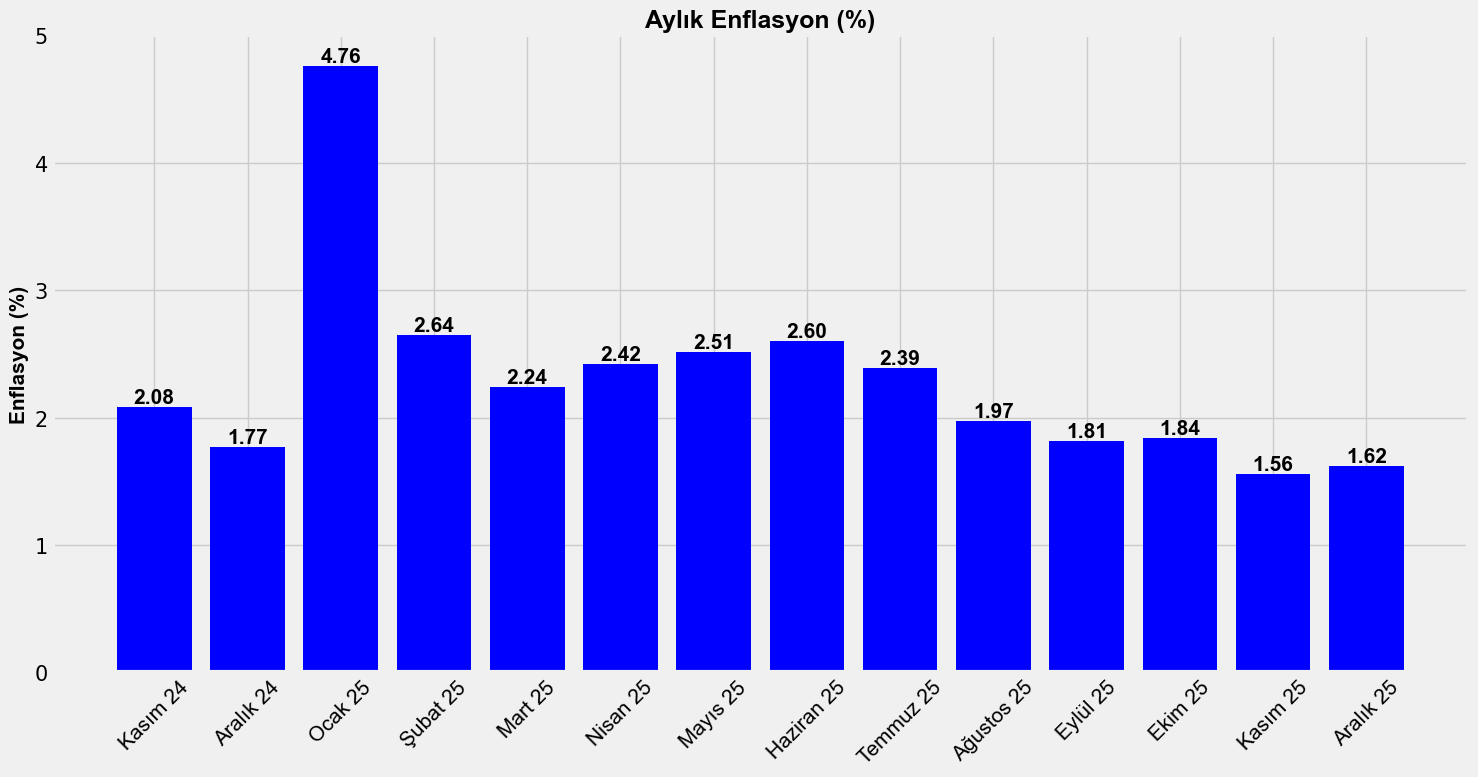 Aylık Enflasyon (%)
Enflasyon (%)
5
4
3
2
1
0
2.08
1.77
4.76
2.64
2.24
2.42
2.51
2.60
2.39
1.97
1.81
1.84
1.56
1.62
Kasım 24
Aralık 24
Ocak 25
Şubat 25
Mart 25
Nisan 25
Mayıs 25
Haziran 25
Temmuz 25
Ağustos 25
Eylül 25
Ekim 25
Kasım 25
Aralık 25